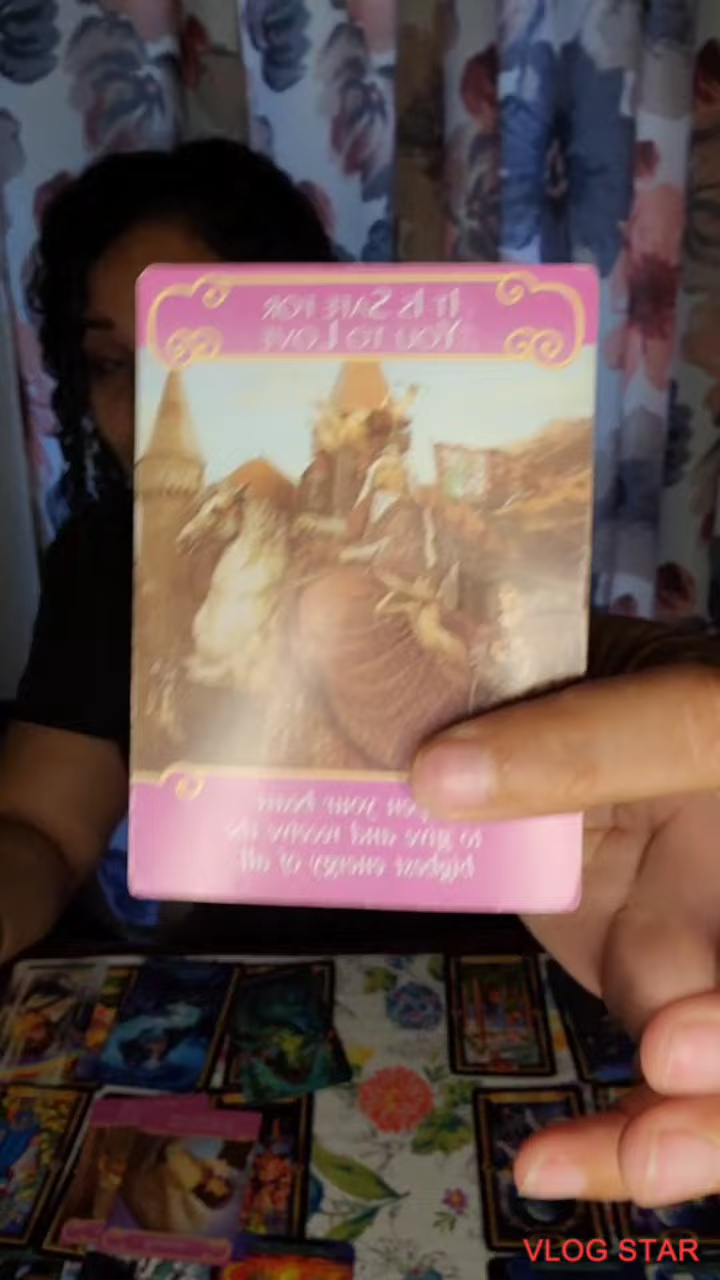 IT IS SAFE FOR
YOU TO LOVE
open your heart
to give and receive the
highest energy of all
VLOG STAR